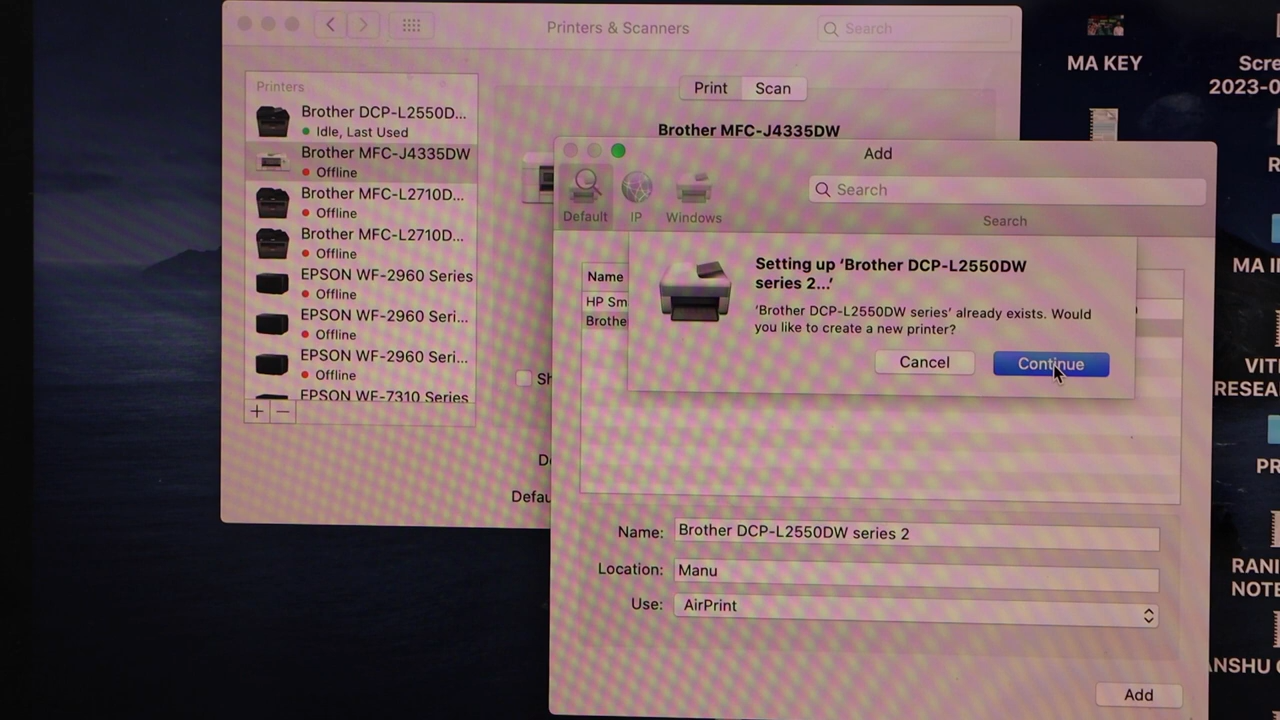 Printers & Scanners
Search
Printers
Brother DCP-L2550D...
Idle, Last Used
Brother MFC-J4335DW
Offline
Brother MFC-L2710D...
Offline
Brother MFC-L2710D...
Offline
EPSON WF-2960 Series
Offline
EPSON WF-2960 Seri...
Offline
EPSON WF-2960 Seri...
Offline
EPSON WF-7310 Series
+ −
Print Scan
Brother MFC-J4335DW
Sh
De
Defau
Add
Default IP Windows
Search
Search
Name
HP Sm
Brothe
Setting up ‘Brother DCP-L2550DW
series 2...’
‘Brother DCP-L2550DW series’ already exists. Would
you like to create a new printer?
Cancel Continue
Name: Brother DCP-L2550DW series 2
Location: Manu
Use: AirPrint
Add
MA KEY
Scre
2023-0
R
MA I
VIT
RESEA
PR
RANI
NOTE
ANSHU